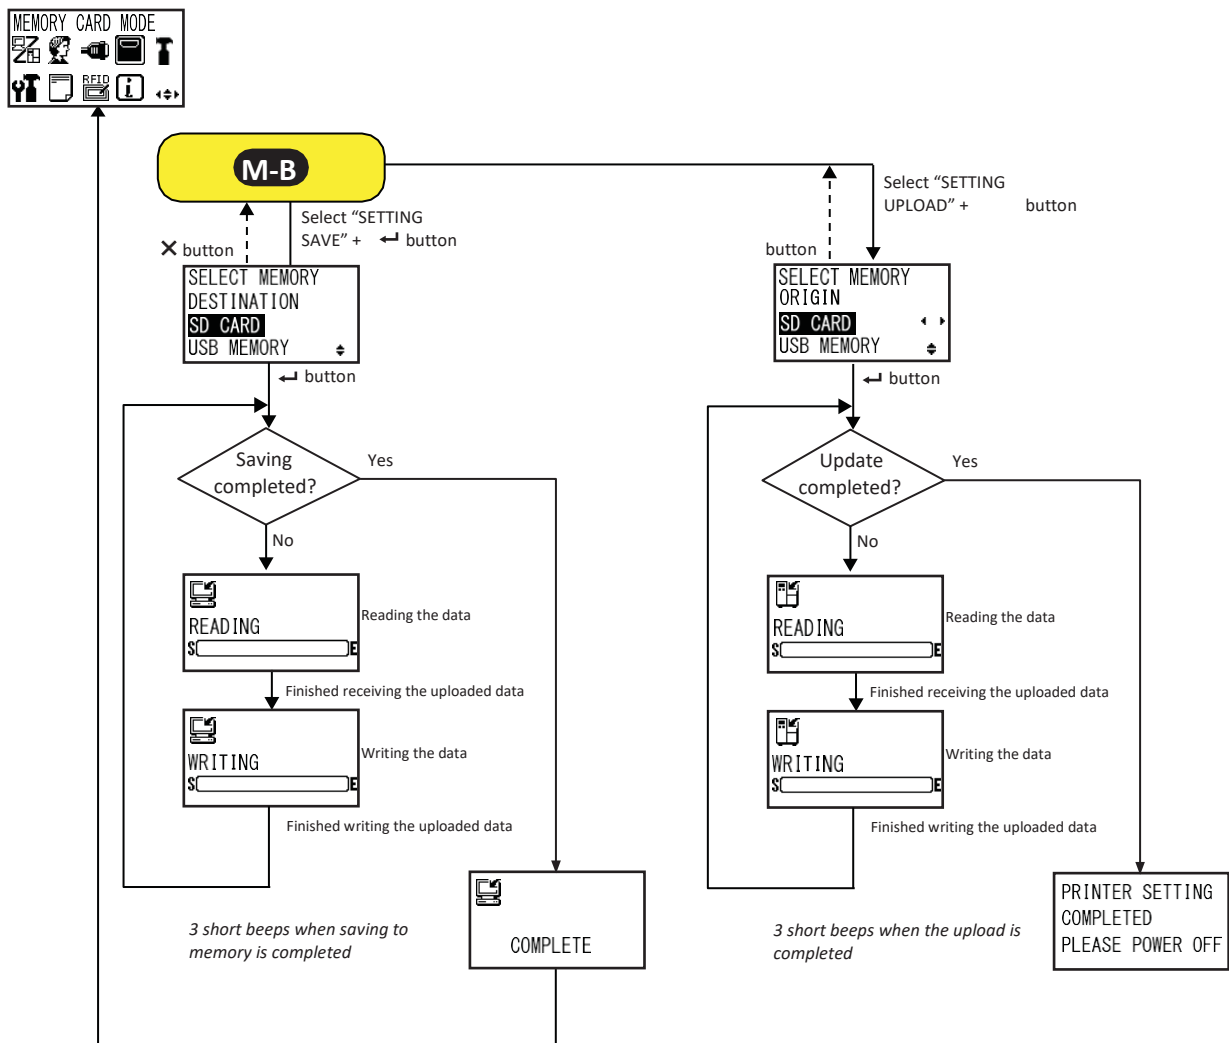 MEMORY CARD MODE
RFID
i
M-B
Select “SETTING
SAVE” + ↵ button
✕ button
SELECT MEMORY
DESTINATION
SD CARD
USB MEMORY
↵ button
Saving
completed?
Yes
No
READING
S E
Reading the data
Finished receiving the uploaded data
WRITING
S E
Writing the data
Finished writing the uploaded data
3 short beeps when saving to
memory is completed
COMPLETE
Select “SETTING
UPLOAD” + button
button
SELECT MEMORY
ORIGIN
SD CARD
USB MEMORY
↵ button
Update
completed?
Yes
No
READING
S E
Reading the data
Finished receiving the uploaded data
WRITING
S E
Writing the data
Finished writing the uploaded data
3 short beeps when the upload is
completed
PRINTER SETTING
COMPLETED
PLEASE POWER OFF